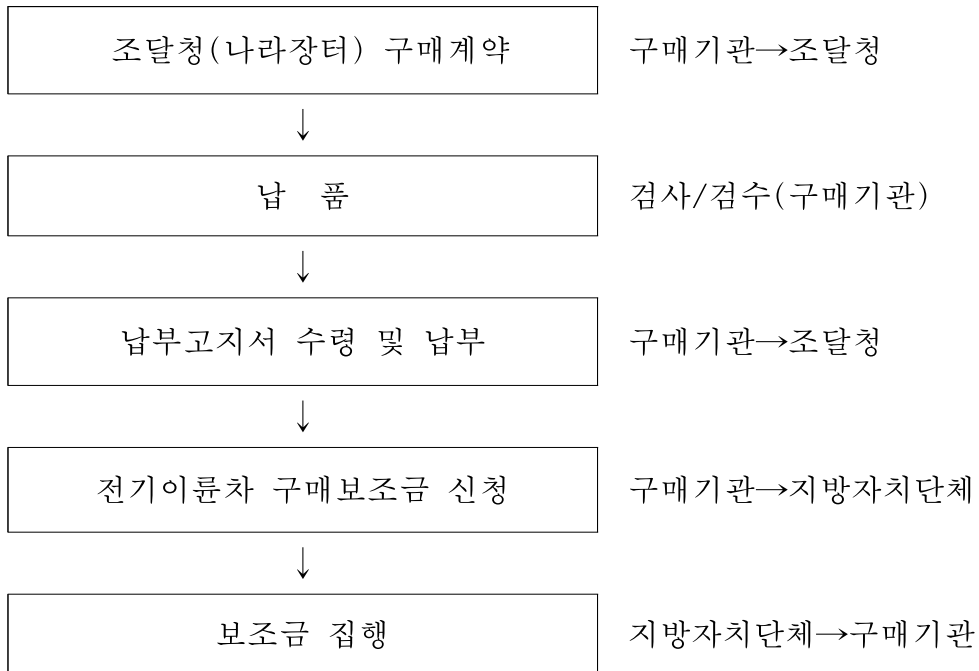 조달청(나라장터) 구매계약 구매기관→조달청
↓
납 품 검사/검수(구매기관)
↓
납부고지서 수령 및 납부 구매기관→조달청
↓
전기이륜차 구매보조금 신청 구매기관→지방자치단체
↓
보조금 집행 지방자치단체→구매기관